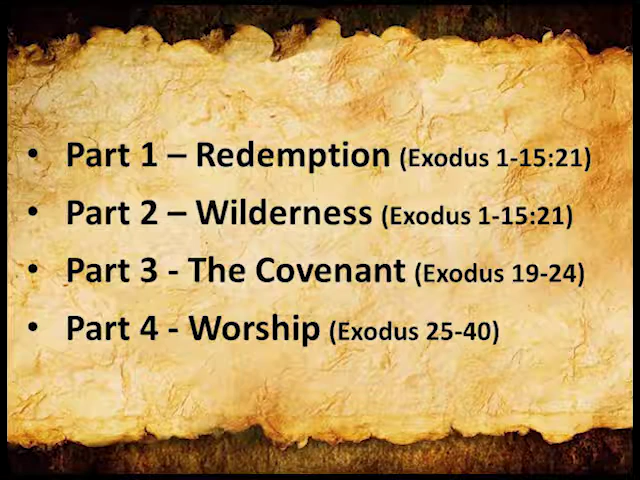 • Part 1 – Redemption (Exodus 1-15:21)
• Part 2 – Wilderness (Exodus 1-15:21)
• Part 3 - The Covenant (Exodus 19-24)
• Part 4 - Worship (Exodus 25-40)